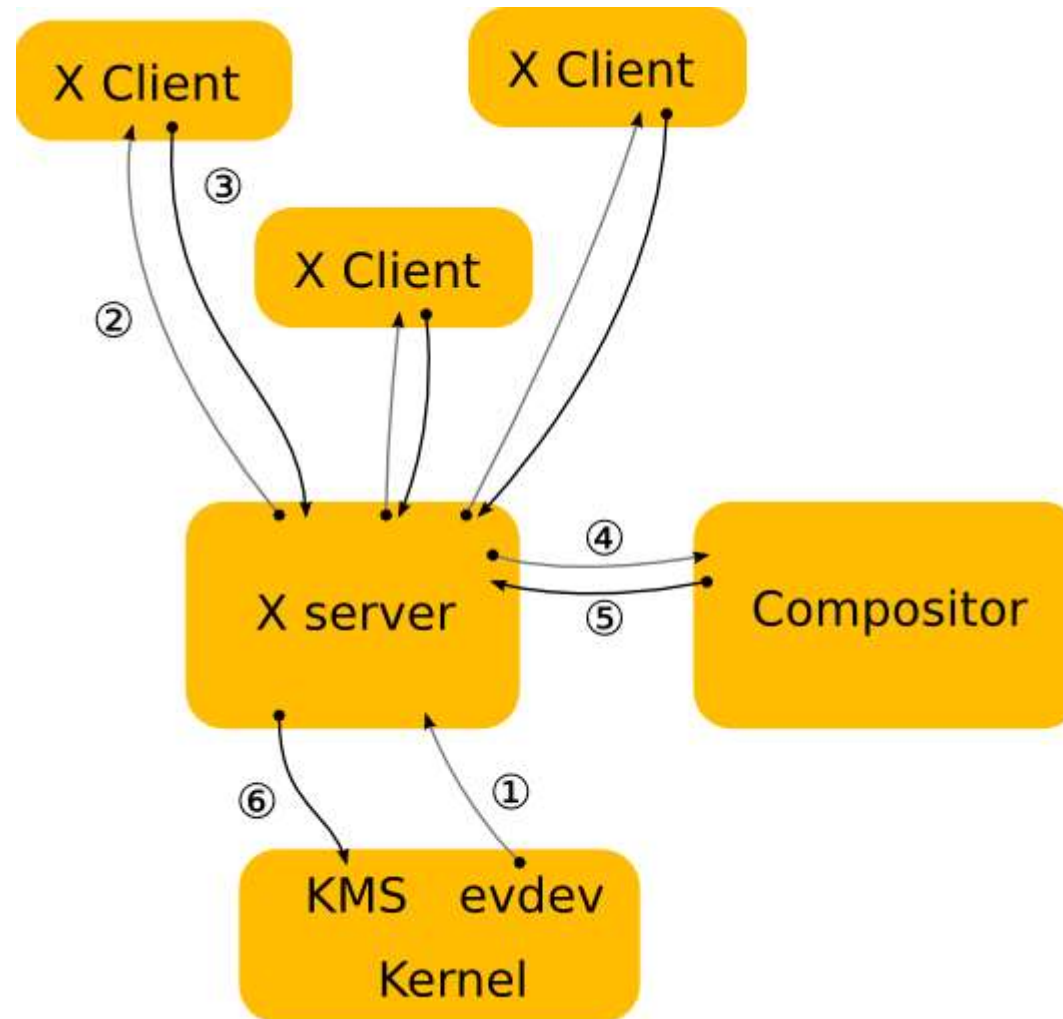 X Client
X Client
③
X Client
②
④
X server
Compositor
⑤
⑥
①
KMS evdev
Kernel